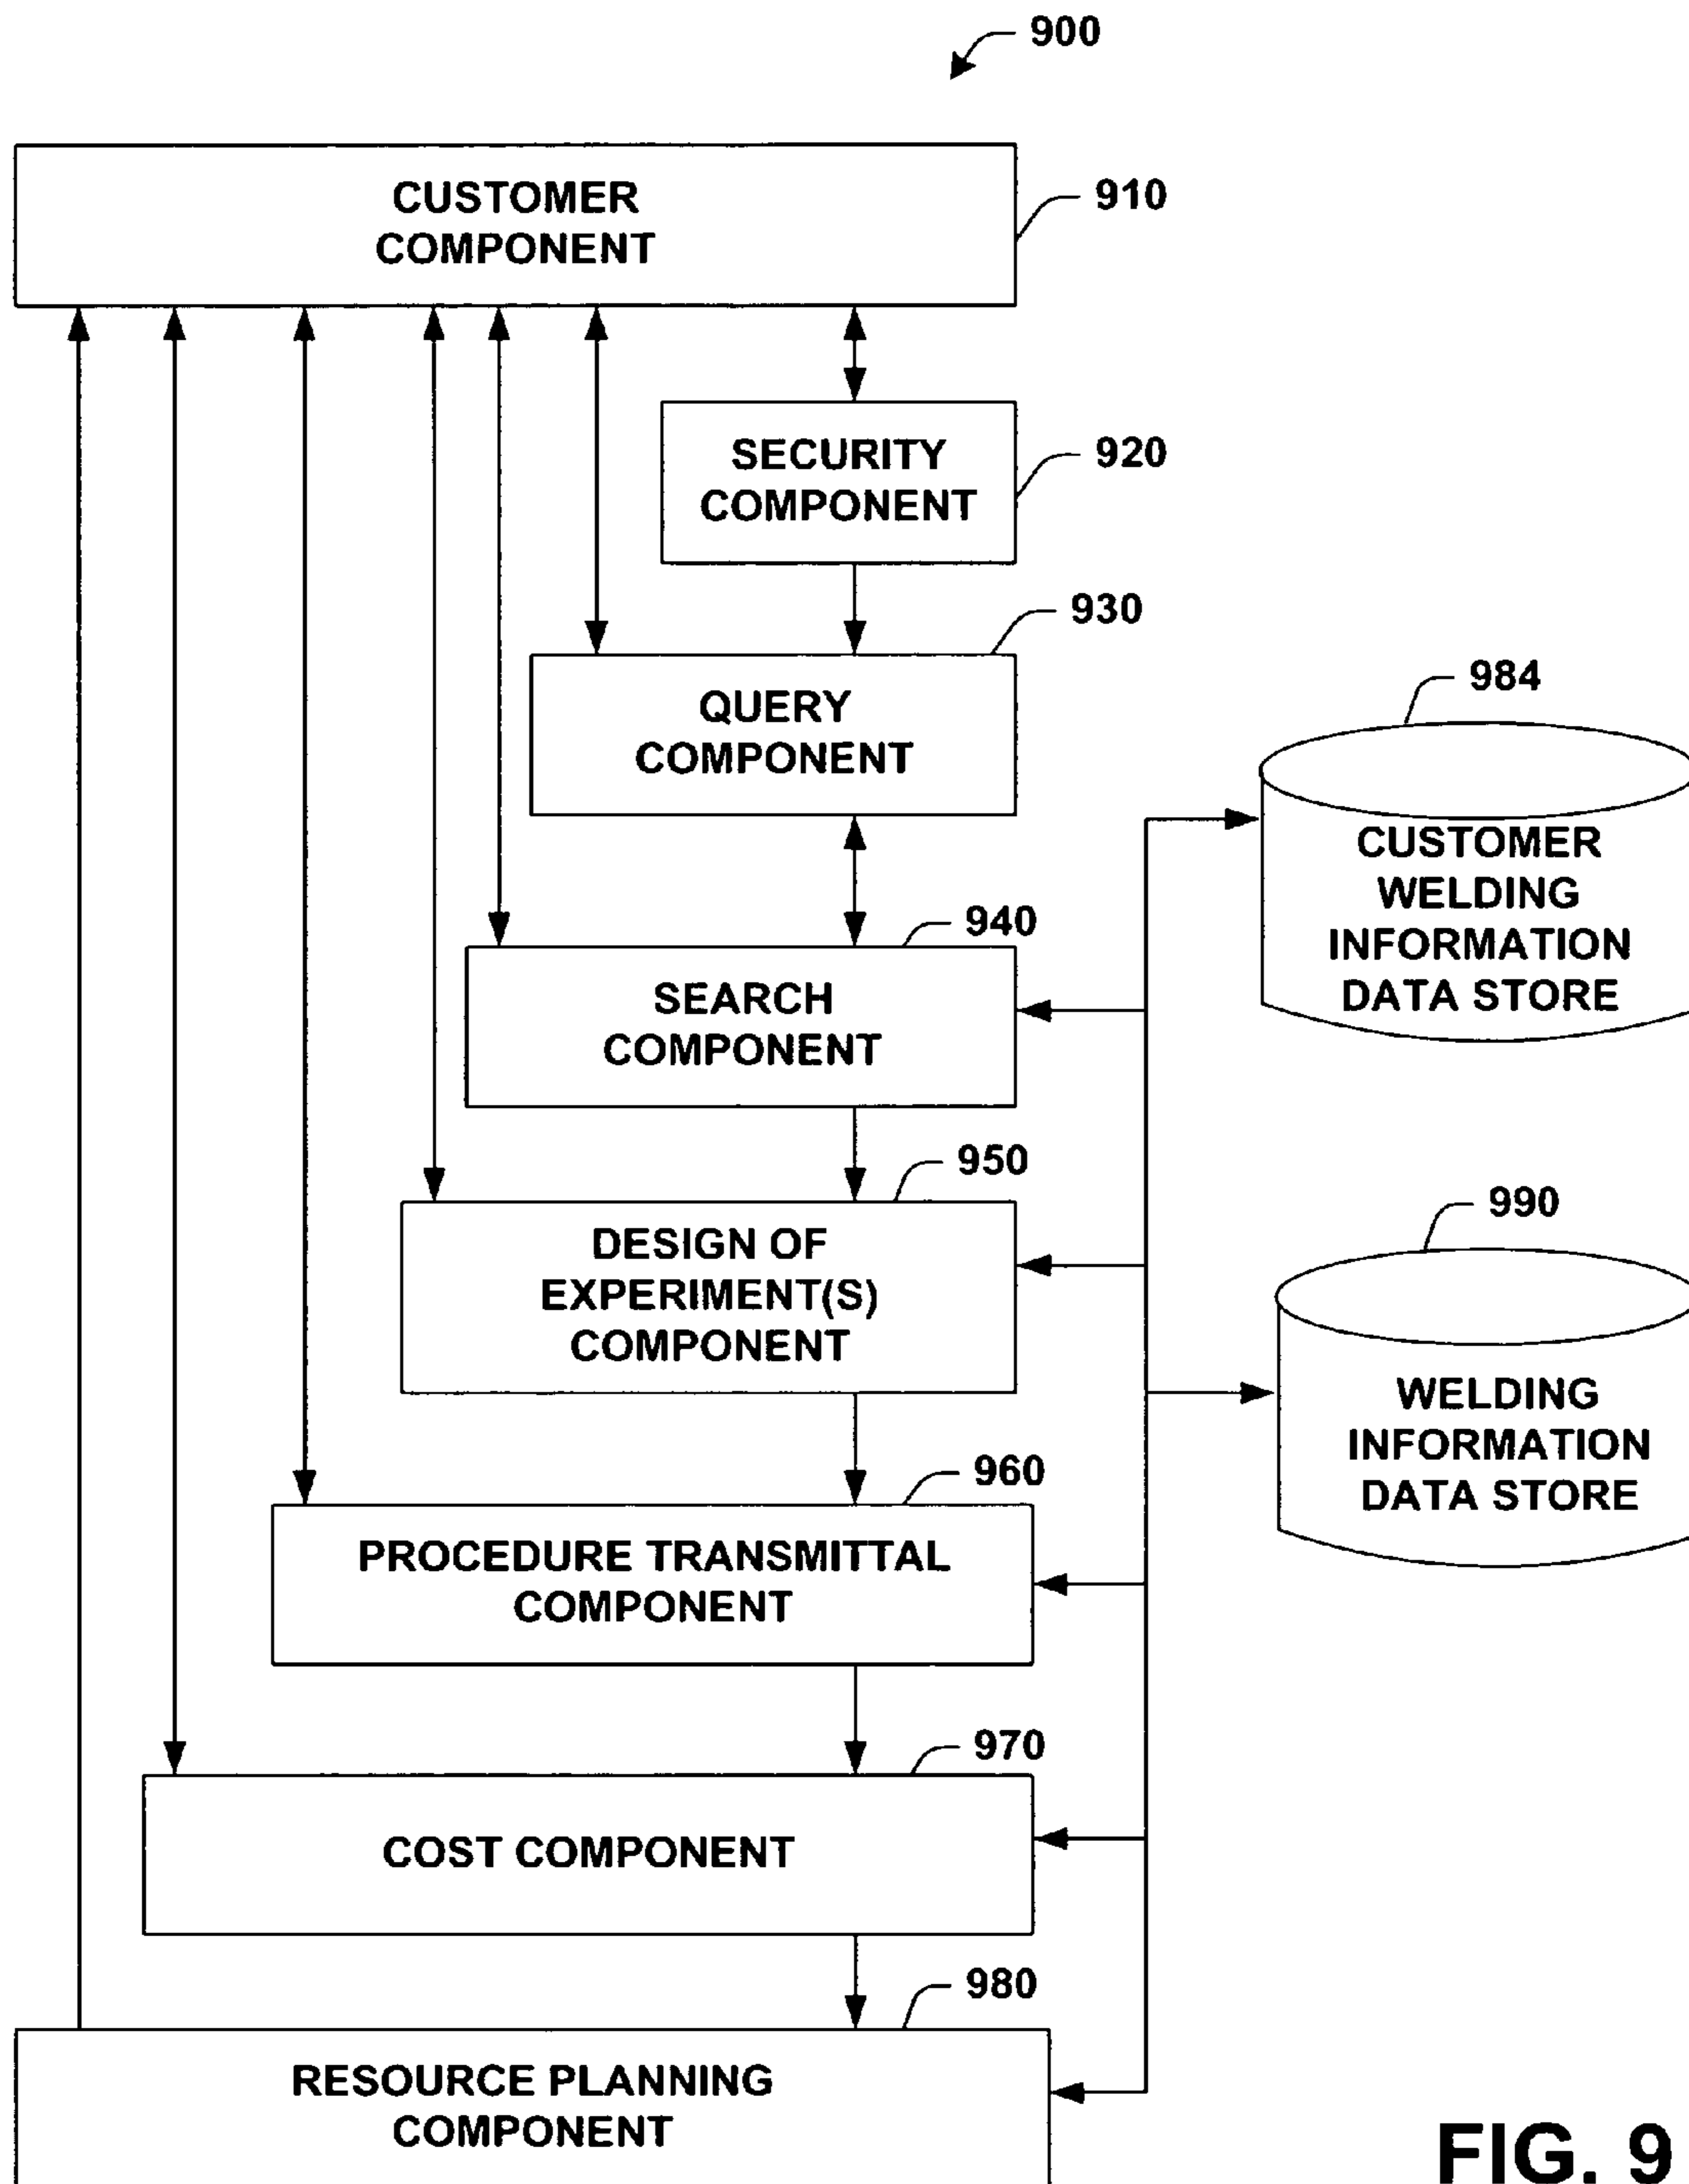 900
CUSTOMER
COMPONENT
910
SECURITY
COMPONENT
920
930
QUERY
COMPONENT
984
CUSTOMER
WELDING
INFORMATION
DATA STORE
940
SEARCH
COMPONENT
950
DESIGN OF
EXPERIMENT(S)
COMPONENT
990
WELDING
INFORMATION
DATA STORE
960
PROCEDURE TRANSMITTAL
COMPONENT
970
COST COMPONENT
980
RESOURCE PLANNING
COMPONENT
FIG. 9